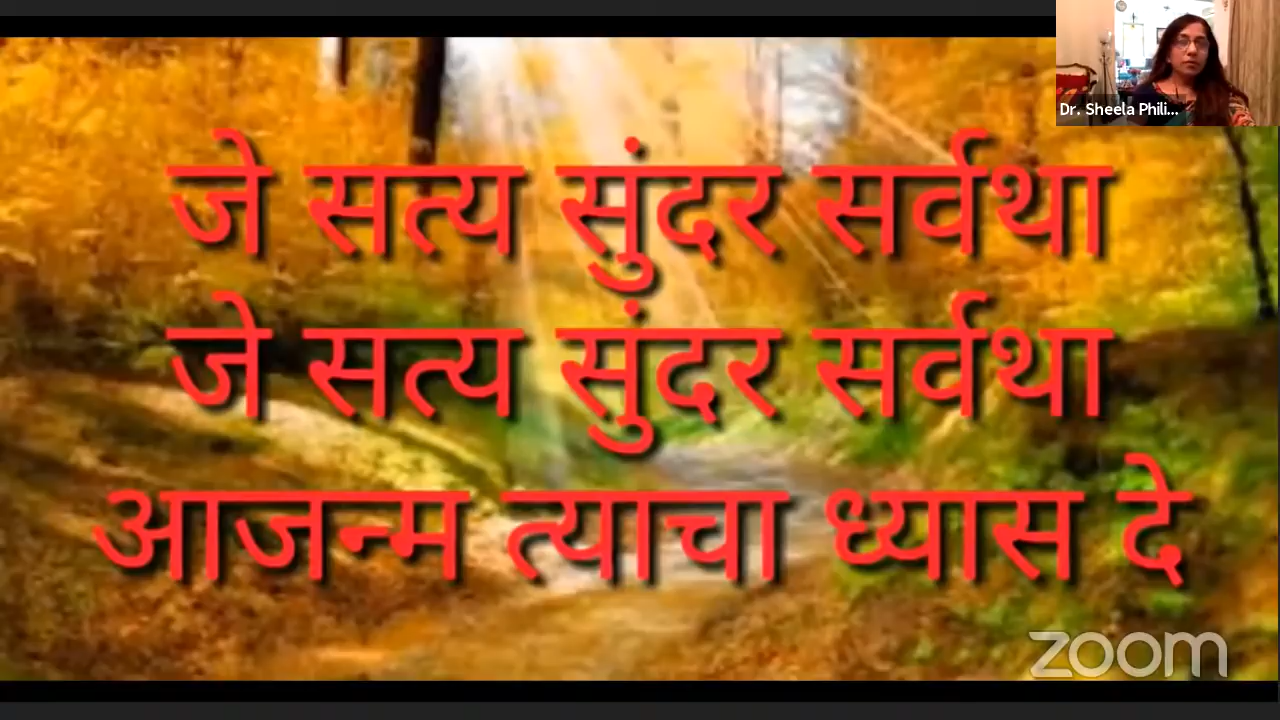 Dr. Sheela Phili...
जे सत्य सुंदर सर्वथा
जे सत्य सुंदर सर्वथा
आजन्म त्याचा ध्यास दे
zoom